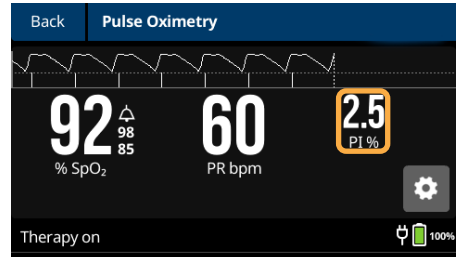 Back Pulse Oximetry
92 98 85 60 2.5
% SpO₂ PR bpm PI %
Therapy on 100%